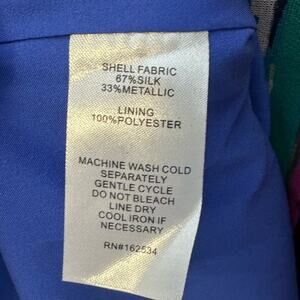 SHELL FABRIC
67%SILK
33%METALLIC
LINING
100%POLYESTER
MACHINE WASH COLD
SEPARATELY
GENTLE CYCLE
DO NOT BLEACH
LINE DRY
COOL IRON IF
NECESSARY
RN#162534